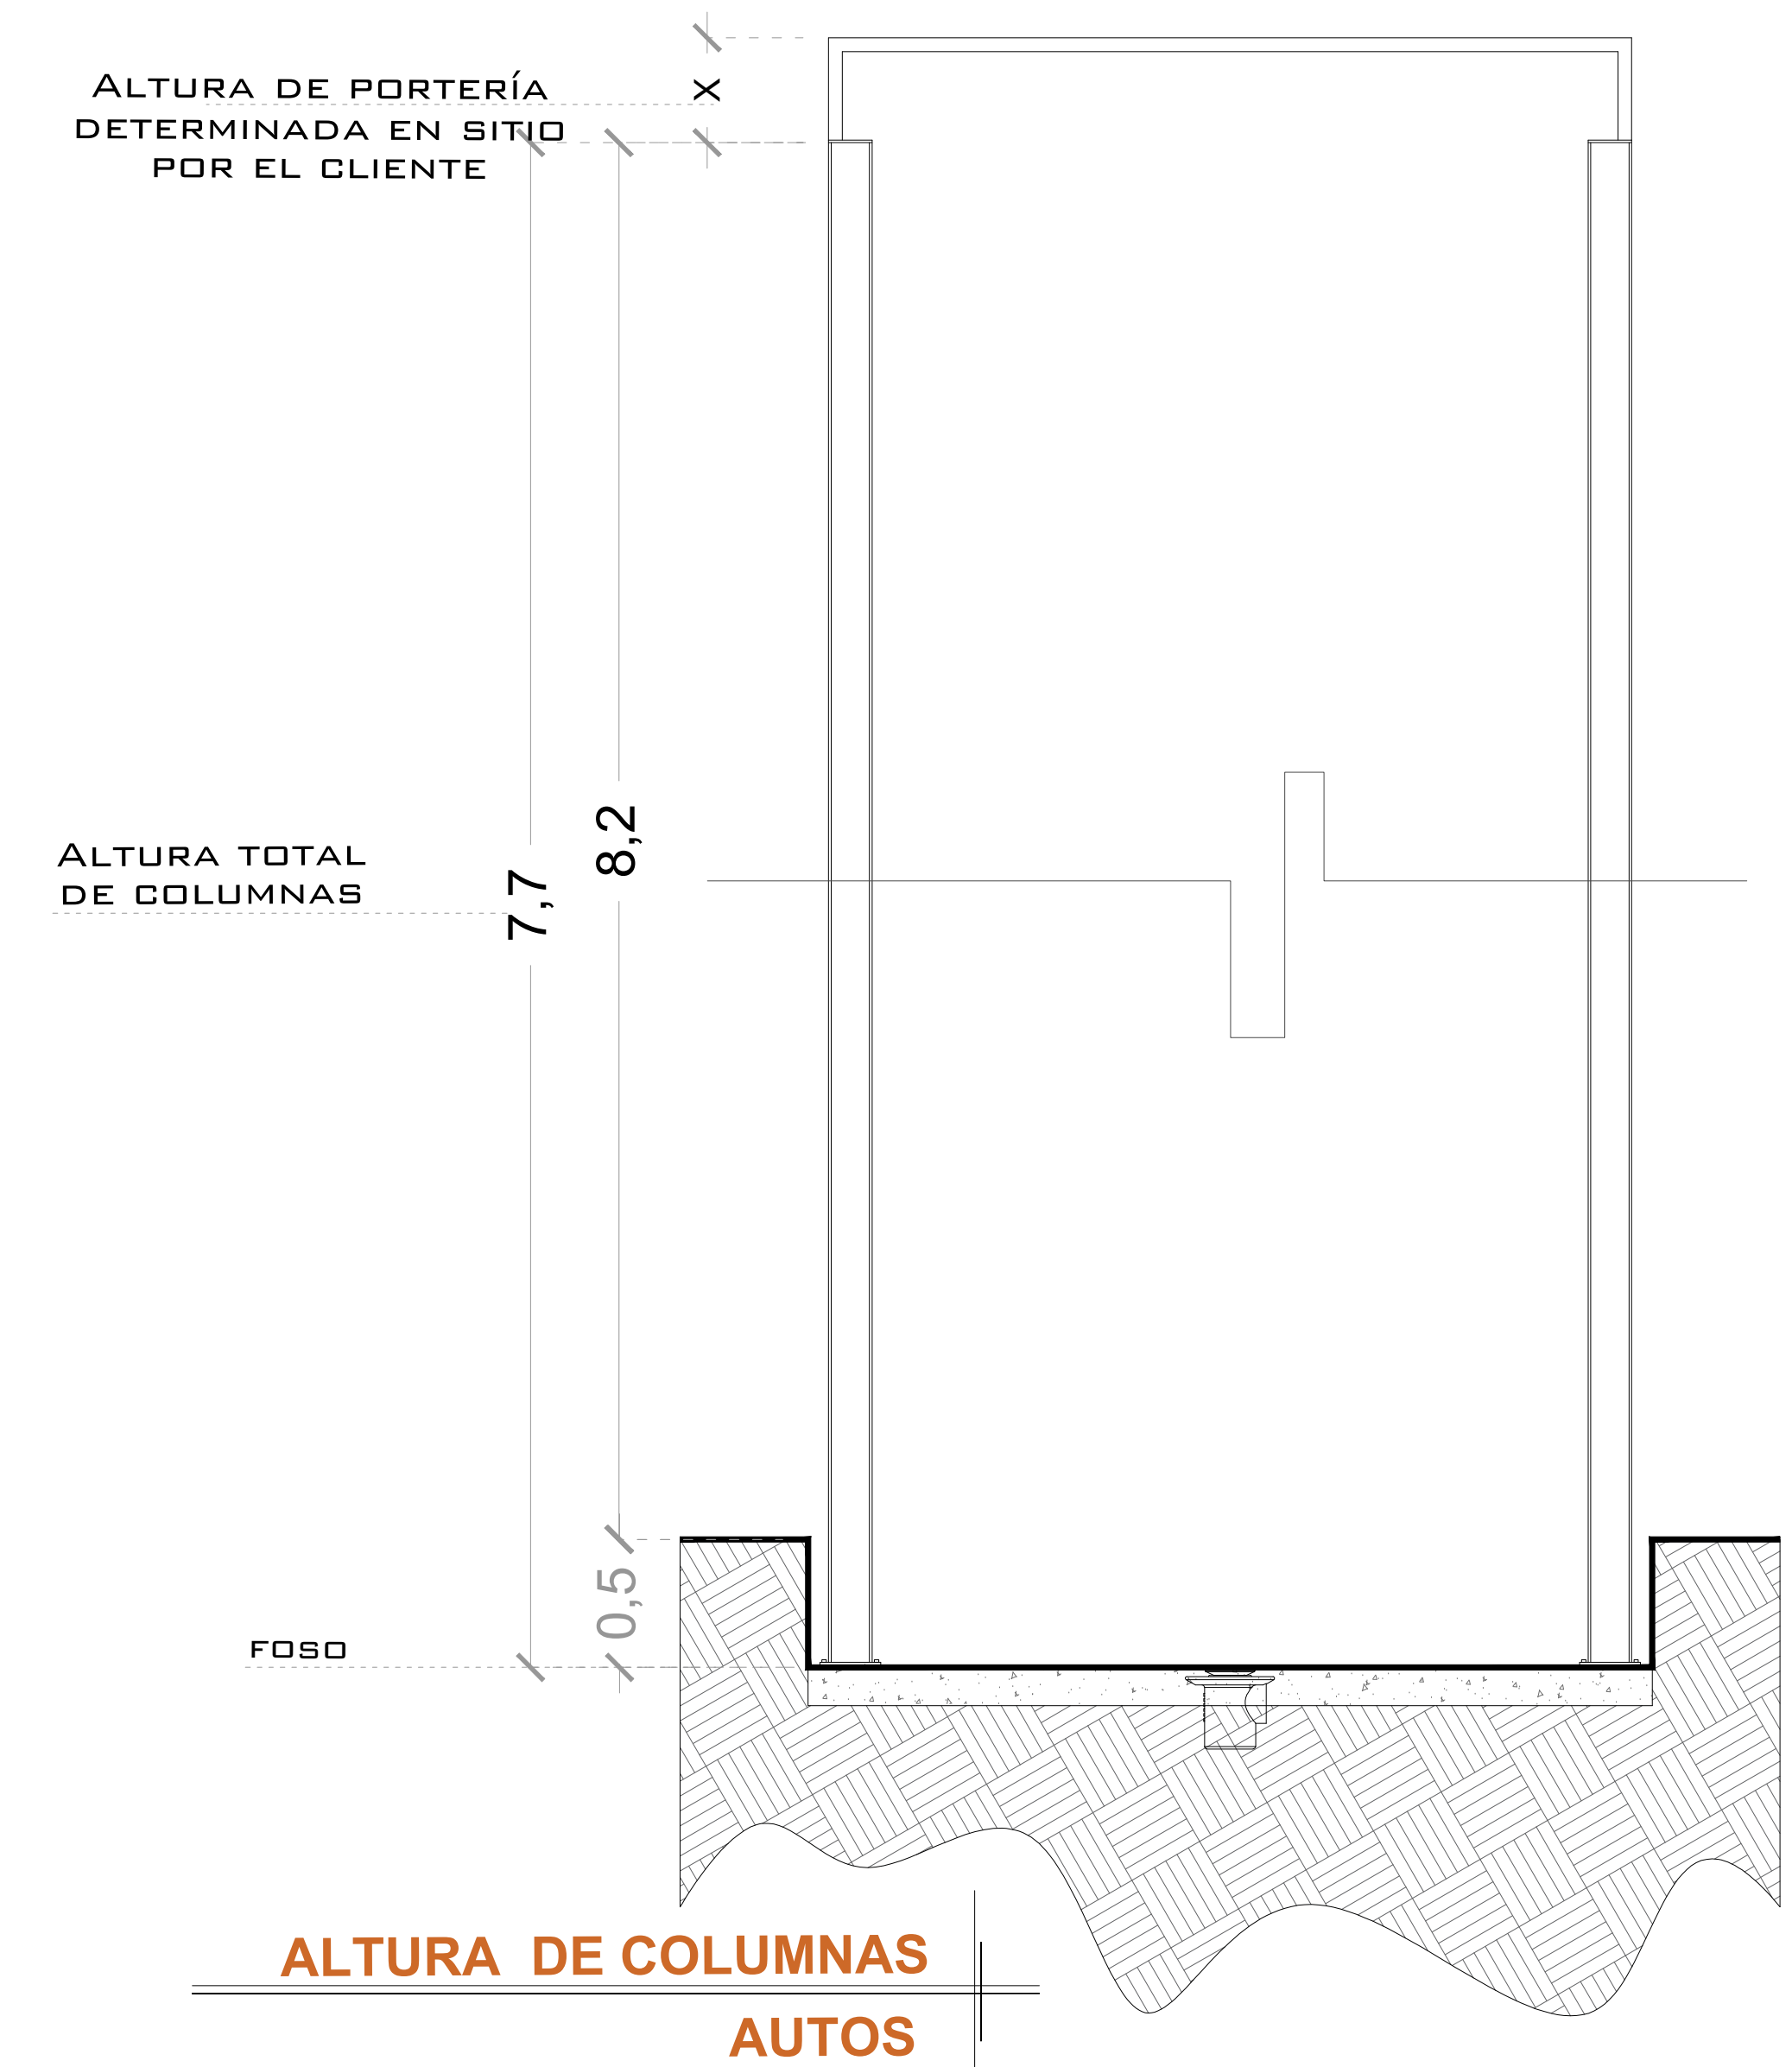 X
ALTURA DE PORTERÍA
DETERMINADA EN SITIO
POR EL CLIENTE
8,2
ALTURA TOTAL
DE COLUMNAS
7,7
0,5
FOSO
ALTURA DE COLUMNAS
AUTOS